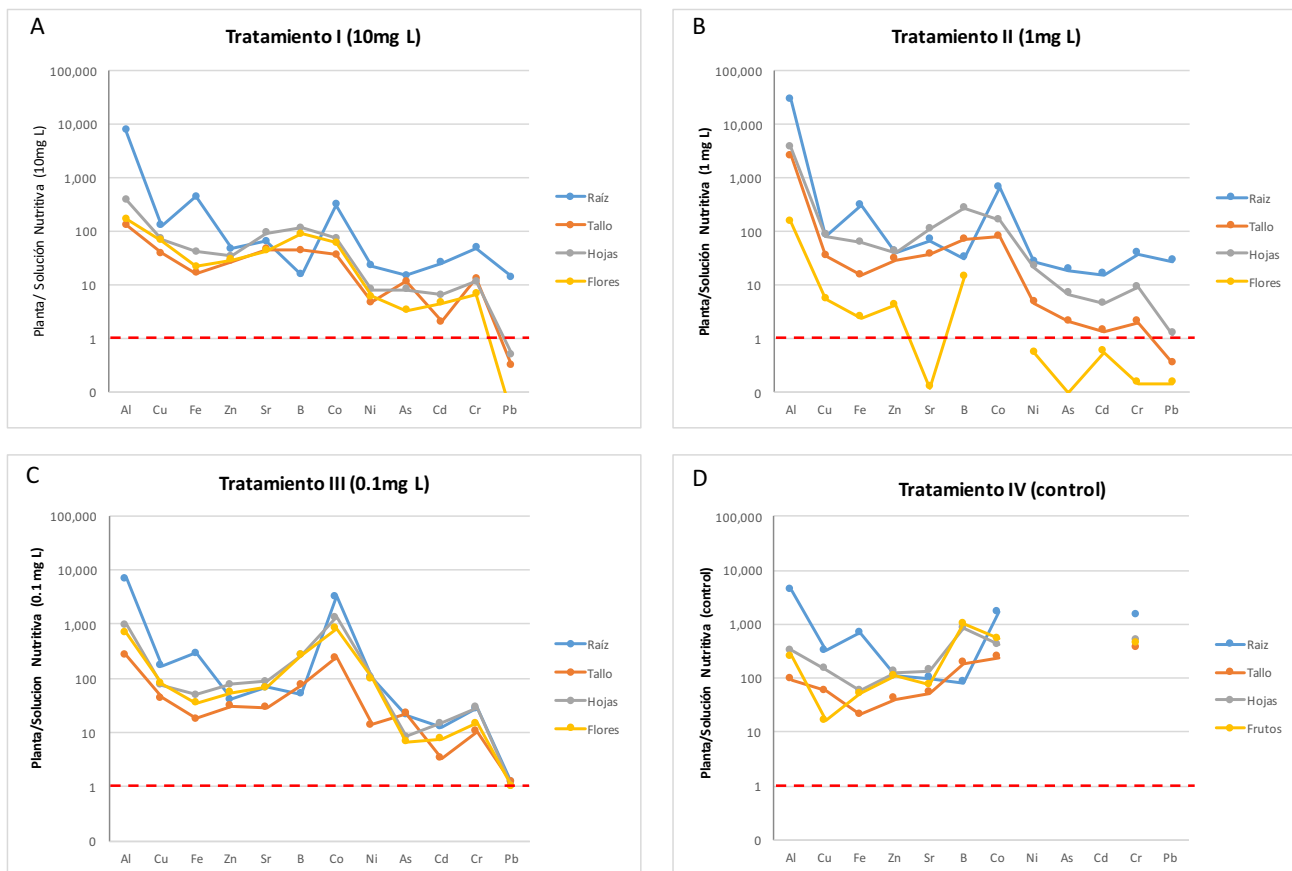 A
Tratamiento I (10mg L)
Planta/ Solución Nutritiva (10mg L)
100,000
10,000
1,000
100
10
1
0
Al Cu Fe Zn Sr B Co Ni As Cd Cr Pb
Raíz
Tallo
Hojas
Flores
B
Tratamiento II (1mg L)
Planta/Solución Nutritiva (1 mg L)
100,000
10,000
1,000
100
10
1
0
Al Cu Fe Zn Sr B Co Ni As Cd Cr Pb
Raiz
Tallo
Hojas
Flores
C
Tratamiento III (0.1mg L)
Planta/Solución Nutritiva (0.1 mg L)
100,000
10,000
1,000
100
10
1
0
Al Cu Fe Zn Sr B Co Ni As Cd Cr Pb
Raíz
Tallo
Hojas
Flores
D
Tratamiento IV (control)
Planta/Solución Nutritiva (control)
100,000
10,000
1,000
100
10
1
0
Al Cu Fe Zn Sr B Co Ni As Cd Cr Pb
Raiz
Tallo
Hojas
Frutos